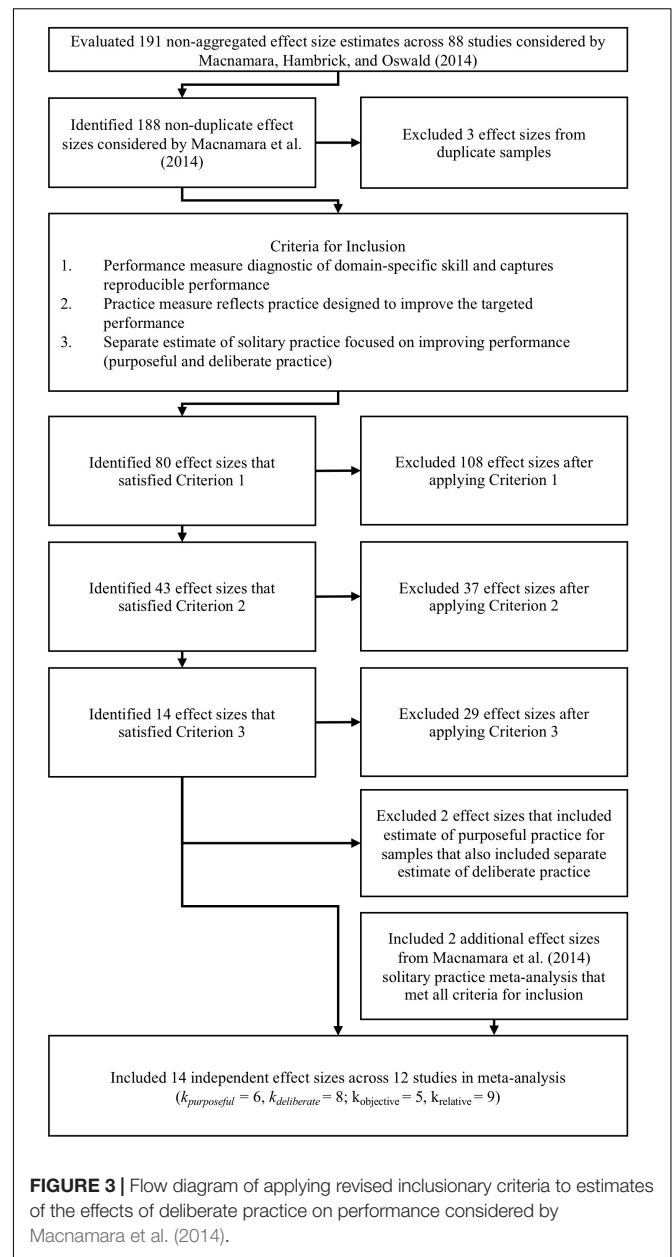 Evaluated 191 non-aggregated effect size estimates across 88 studies considered by
Macnamara, Hambrick, and Oswald (2014)
Identified 188 non-duplicate effect
sizes considered by Macnamara et al.
(2014)
Excluded 3 effect sizes from
duplicate samples
Criteria for Inclusion
1. Performance measure diagnostic of domain-specific skill and captures
reproducible performance
2. Practice measure reflects practice designed to improve the targeted
performance
3. Separate estimate of solitary practice focused on improving performance
(purposeful and deliberate practice)
Identified 80 effect sizes that
satisfied Criterion 1
Excluded 108 effect sizes after
applying Criterion 1
Identified 43 effect sizes that
satisfied Criterion 2
Excluded 37 effect sizes after
applying Criterion 2
Identified 14 effect sizes that
satisfied Criterion 3
Excluded 29 effect sizes after
applying Criterion 3
Excluded 2 effect sizes that included
estimate of purposeful practice for
samples that also included separate
estimate of deliberate practice
Included 2 additional effect sizes
from Macnamara et al. (2014)
solitary practice meta-analysis that
met all criteria for inclusion
Included 14 independent effect sizes across 12 studies in meta-analysis
(kpurposeful = 6, kdeliberate = 8; kobjective = 5, krelative = 9)
FIGURE 3 | Flow diagram of applying revised inclusionary criteria to estimates
of the effects of deliberate practice on performance considered by
Macnamara et al. (2014).